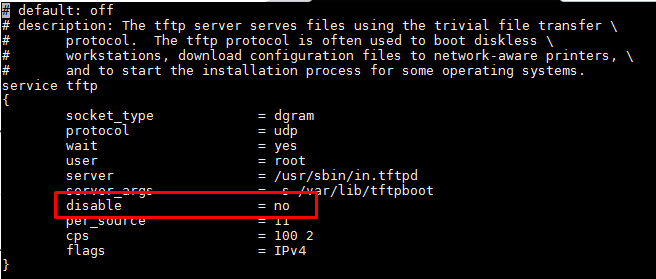 # default: off
# description: The tftp server serves files using the trivial file transfer \
#       protocol.  The tftp protocol is often used to boot diskless \
#       workstations, download configuration files to network-aware printers, \
#       and to start the installation process for some operating systems.
service tftp
{
        socket_type             = dgram
        protocol                = udp
        wait                    = yes
        user                    = root
        server                  = /usr/sbin/in.tftpd
        server_args             = -s /var/lib/tftpboot
        disable                 = no
        per_source              = 11
        cps                     = 100 2
        flags                   = IPv4
}